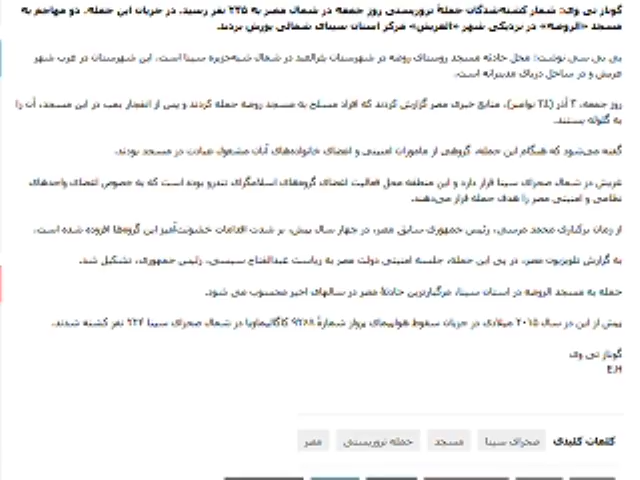 گوناز تی وی: شمار کشته‌شدگان حملهٔ تروریستی روز جمعه در شمال مصر به ۲۳۵ نفر رسید. در جریان این حمله، دو مهاجم به
مسجد «الروضه» در نزدیکی شهر «العریش» مرکز استان سینای شمالی یورش بردند.
بی بی سی نوشت: محل حادثه مسجد روستای روضه در شهرستان بئرالعبد در شمال شبه‌جزیره سینا است. این شهرستان در غرب شهر
عریش و در ساحل دریای مدیترانه است.
روز جمعه، ۳ آذر (۲۴ نوامبر)، منابع خبری مصر گزارش کردند که افراد مسلح به مسجد روضه حمله کردند و پس از انفجار بمب در این مسجد، آن را
به گلوله بستند.
گفته می‌شود که هنگام این حمله، گروهی از ماموران امنیتی و اعضای خانواده‌های آنان مشغول عبادت در مسجد بودند.
عریش در شمال صحرای سینا قرار دارد و این منطقه محل فعالیت اعضای گروههای اسلامگرای تندرو بوده است که به خصوص اعضای واحدهای
نظامی و امنیتی مصر را هدف حمله قرار می‌دهند.
از زمان برکناری محمد مرسی، رئیس جمهوری سابق مصر، در چهار سال پیش، بر شدت اقدامات خشونت‌آمیز این گروه‌ها افزوده شده است.
به گزارش تلویزیون مصر، در پی این حمله، جلسه امنیتی دولت مصر به ریاست عبدالفتاح سیسی، رئیس جمهوری، تشکیل شد.
حمله به مسجد الروضه در استان سینا، مرگبارترین حادثهٔ مصر در سالهای اخیر محسوب می شود.
پیش از این در سال ۲۰۱۵ میلادی در جریان سقوط هواپیمای پرواز شمارهٔ ۹۲۶۸ کاگالیماویا در شمال صحرای سینا ۲۲۴ نفر کشته شدند.
گوناز تی وی
E.H
کلمات کلیدی صحرای سینا مسجد حمله تروریستی مصر